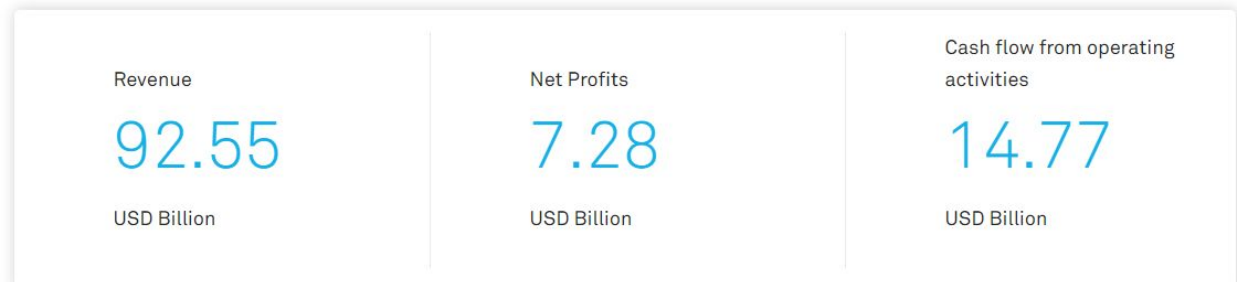 Revenue
92.55
USD Billion
Net Profits
7.28
USD Billion
Cash flow from operating
activities
14.77
USD Billion